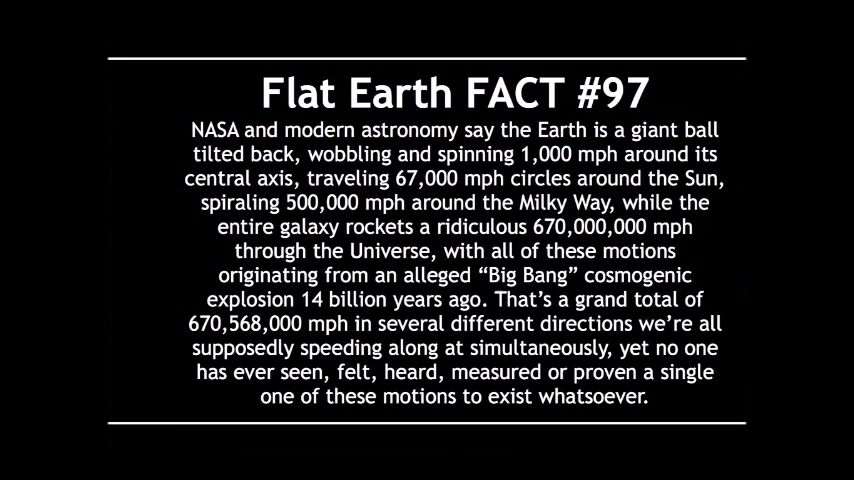 Flat Earth FACT #97
NASA and modern astronomy say the Earth is a giant ball
tilted back, wobbling and spinning 1,000 mph around its
central axis, traveling 67,000 mph circles around the Sun,
spiraling 500,000 mph around the Milky Way, while the
entire galaxy rockets a ridiculous 670,000,000 mph
through the Universe, with all of these motions
originating from an alleged “Big Bang” cosmogenic
explosion 14 billion years ago. That’s a grand total of
670,568,000 mph in several different directions we’re all
supposedly speeding along at simultaneously, yet no one
has ever seen, felt, heard, measured or proven a single
one of these motions to exist whatsoever.